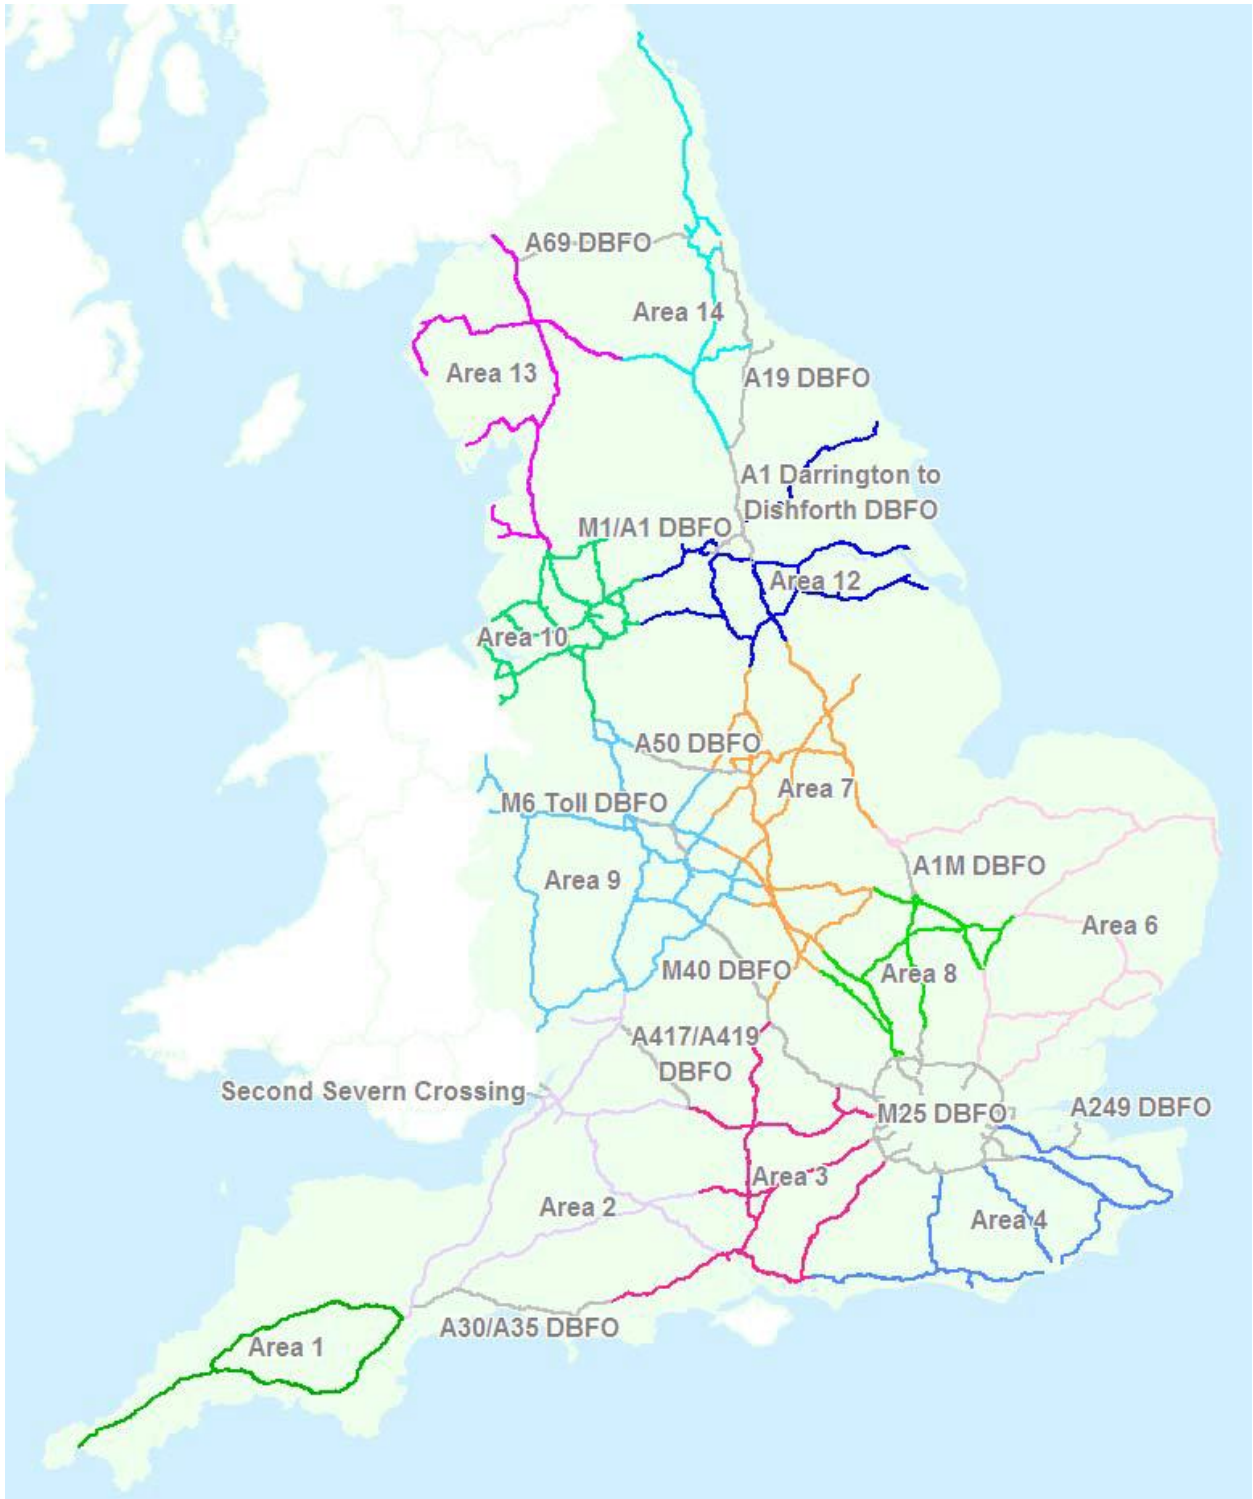 A69 DBFO
Area 14
Area 13
A19 DBFO
A1 Darrington to
Dishforth DBFO
M1/A1 DBFO
Area 12
Area 10
A50 DBFO
Area 7
M6 Toll DBFO
A1M DBFO
Area 9
Area 6
M40 DBFO
Area 8
A417/A419
DBFO
Second Severn Crossing
M25 DBFO
A249 DBFO
Area 3
Area 2
Area 4
A30/A35 DBFO
Area 1